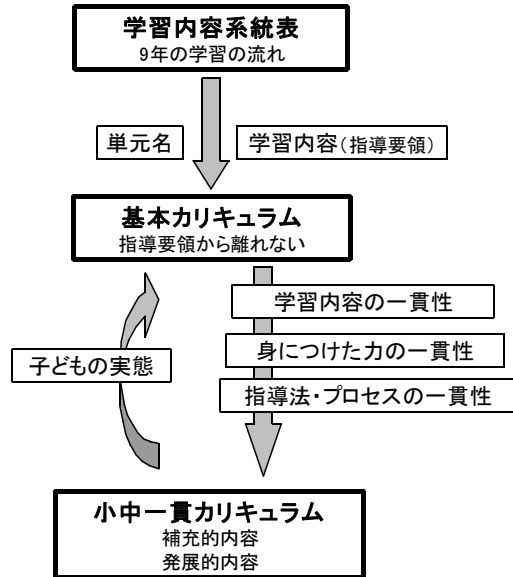 学習内容系統表
9年の学習の流れ
単元名
学習内容(指導要領)
基本カリキュラム
指導要領から離れない
学習内容の一貫性
身につけた力の一貫性
子どもの実態
指導法・プロセスの一貫性
小中一貫カリキュラム
補充的内容
発展的内容